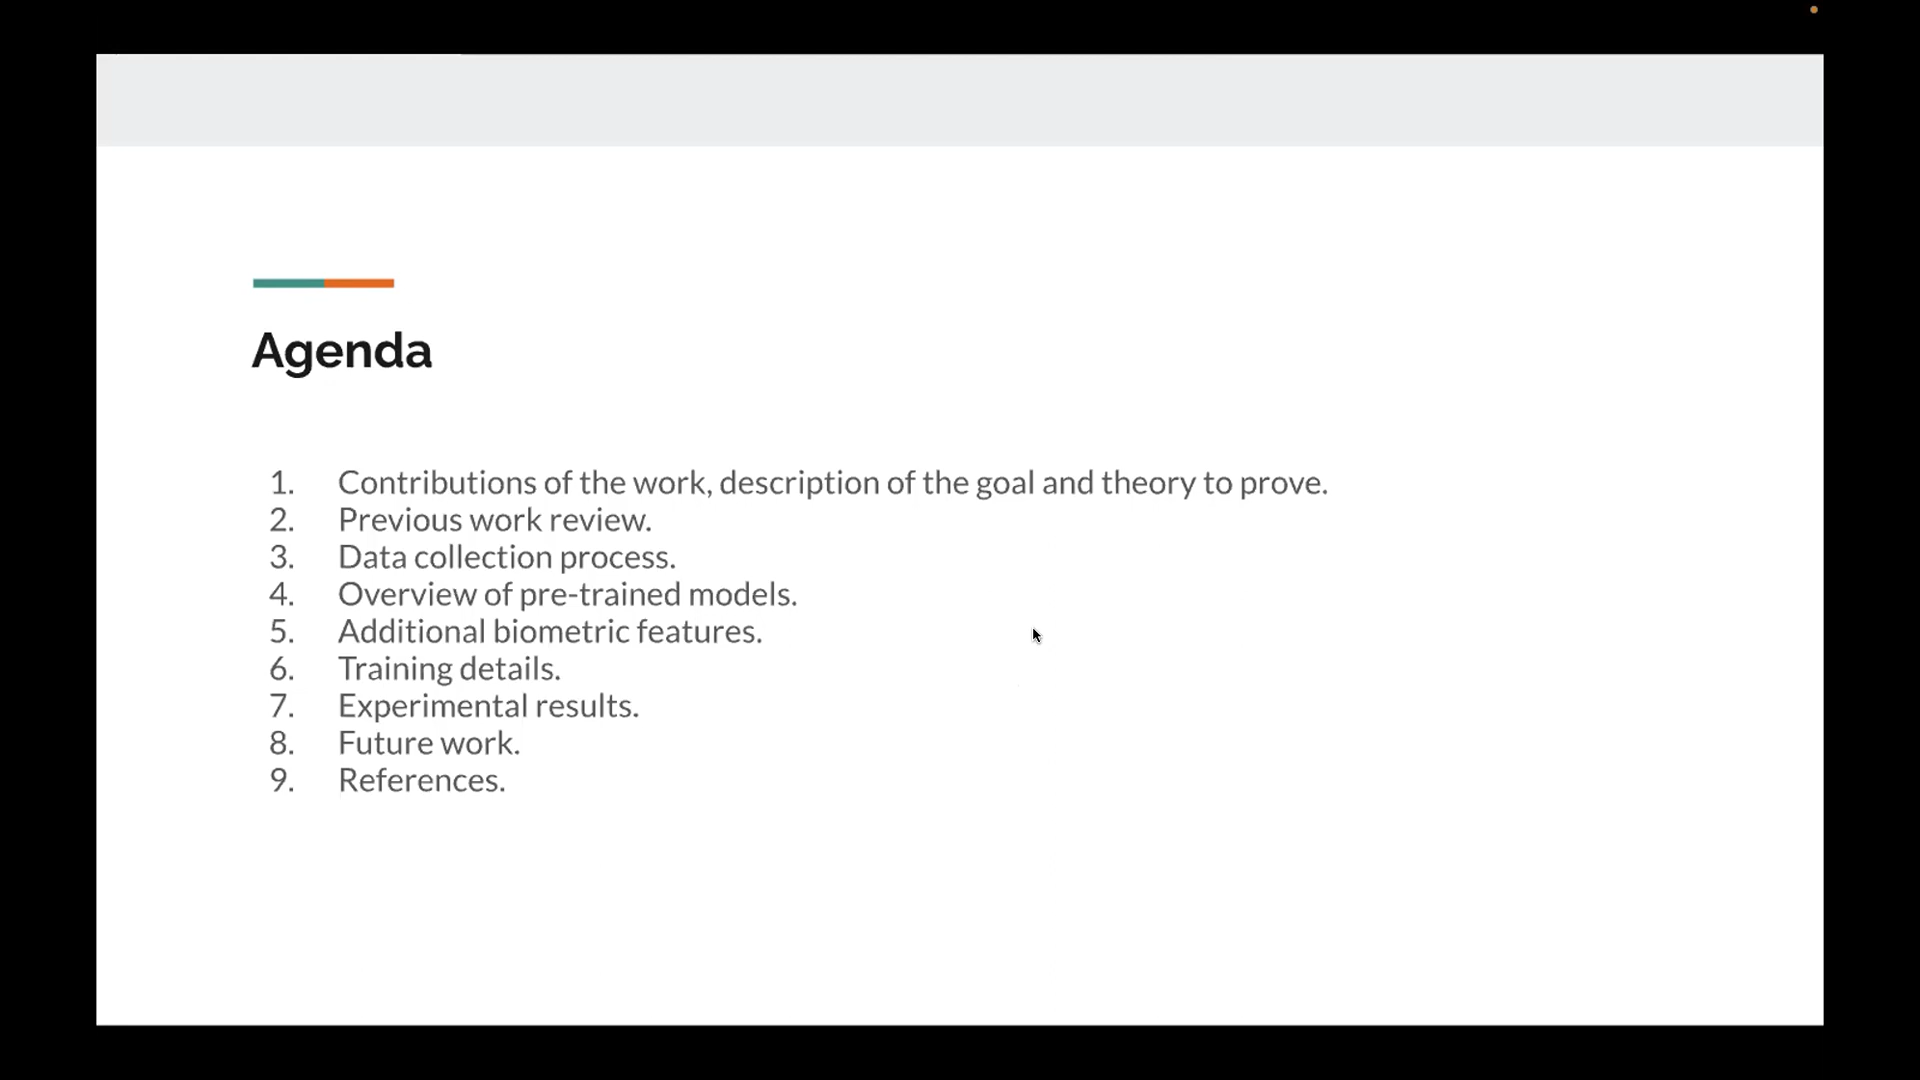 Agenda
1. Contributions of the work, description of the goal and theory to prove.
2. Previous work review.
3. Data collection process.
4. Overview of pre-trained models.
5. Additional biometric features.
6. Training details.
7. Experimental results.
8. Future work.
9. References.